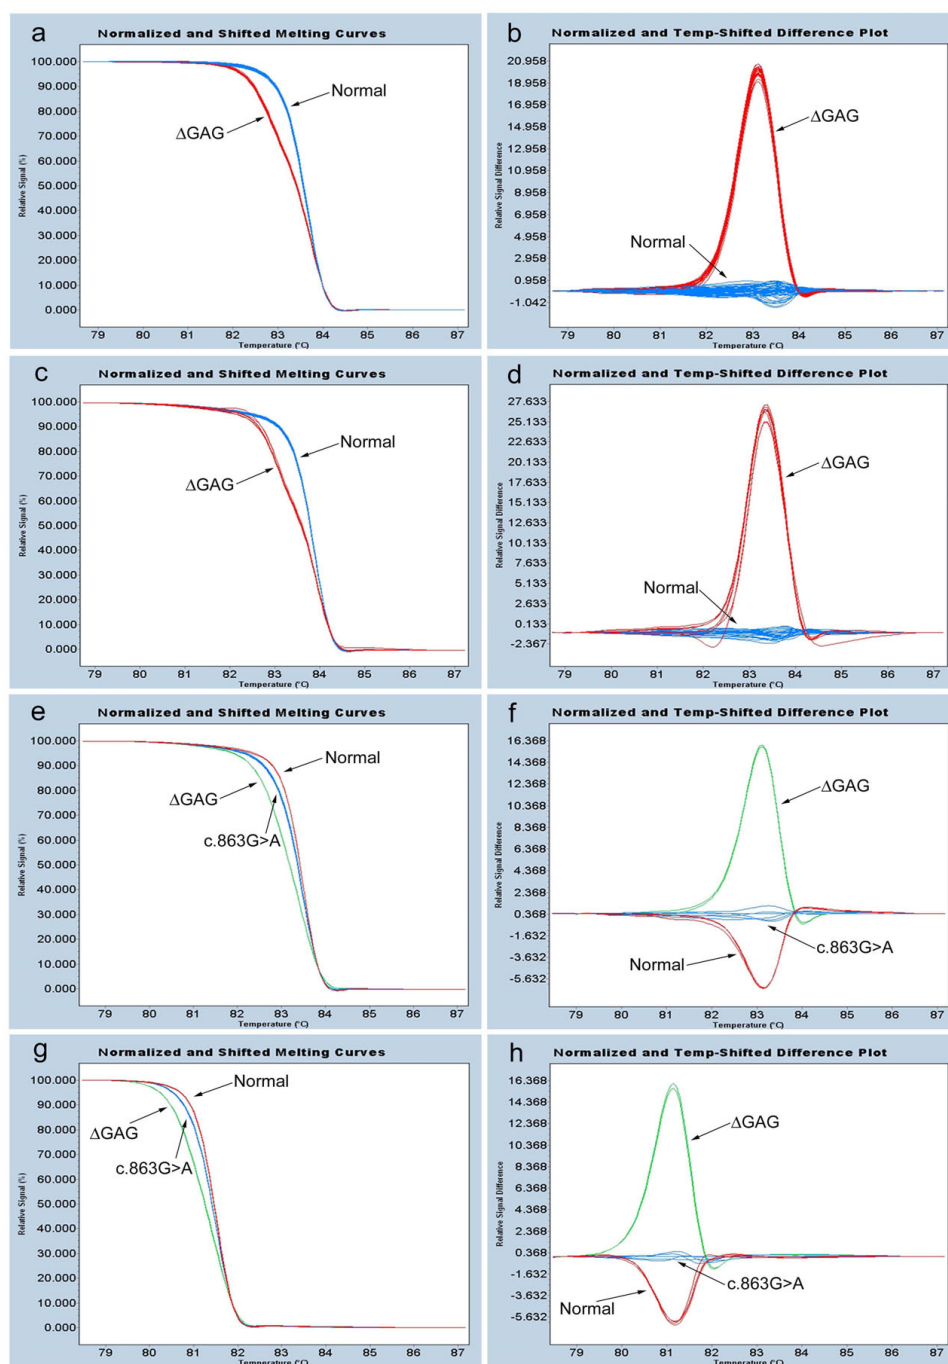 a
Normalized and Shifted Melting Curves
Relative Signal (%)
100.000
90.000
80.000
70.000
60.000
50.000
40.000
30.000
20.000
10.000
0.000
Normal
ΔGAG
79 80 81 82 83 84 85 86 87
Temperature (°C)
b
Normalized and Temp-Shifted Difference Plot
Relative Signal Difference
20.958
18.958
16.958
14.958
12.958
10.958
8.958
6.958
4.958
2.958
0.958
-1.042
ΔGAG
Normal
79 80 81 82 83 84 85 86 87
Temperature (°C)
c
Normalized and Shifted Melting Curves
Relative Signal (%)
100.000
90.000
80.000
70.000
60.000
50.000
40.000
30.000
20.000
10.000
0.000
Normal
ΔGAG
79 80 81 82 83 84 85 86 87
Temperature (°C)
d
Normalized and Temp-Shifted Difference Plot
Relative Signal Difference
27.633
25.133
22.633
20.133
17.633
15.133
12.633
10.133
7.633
5.133
2.633
0.133
-2.367
ΔGAG
Normal
79 80 81 82 83 84 85 86 87
Temperature (°C)
e
Normalized and Shifted Melting Curves
Relative Signal (%)
100.000
90.000
80.000
70.000
60.000
50.000
40.000
30.000
20.000
10.000
0.000
Normal
ΔGAG
c.863G>A
79 80 81 82 83 84 85 86 87
Temperature (°C)
f
Normalized and Temp-Shifted Difference Plot
Relative Signal Difference
16.368
14.368
12.368
10.368
8.368
6.368
4.368
2.368
0.368
-1.632
-3.632
-5.632
ΔGAG
c.863G>A
Normal
79 80 81 82 83 84 85 86 87
Temperature (°C)
g
Normalized and Shifted Melting Curves
Relative Signal (%)
100.000
90.000
80.000
70.000
60.000
50.000
40.000
30.000
20.000
10.000
0.000
Normal
ΔGAG
c.863G>A
79 80 81 82 83 84 85 86 87
Temperature (°C)
h
Normalized and Temp-Shifted Difference Plot
Relative Signal Difference
16.368
14.368
12.368
10.368
8.368
6.368
4.368
2.368
0.368
-1.632
-3.632
-5.632
ΔGAG
c.863G>A
Normal
79 80 81 82 83 84 85 86 87
Temperature (°C)